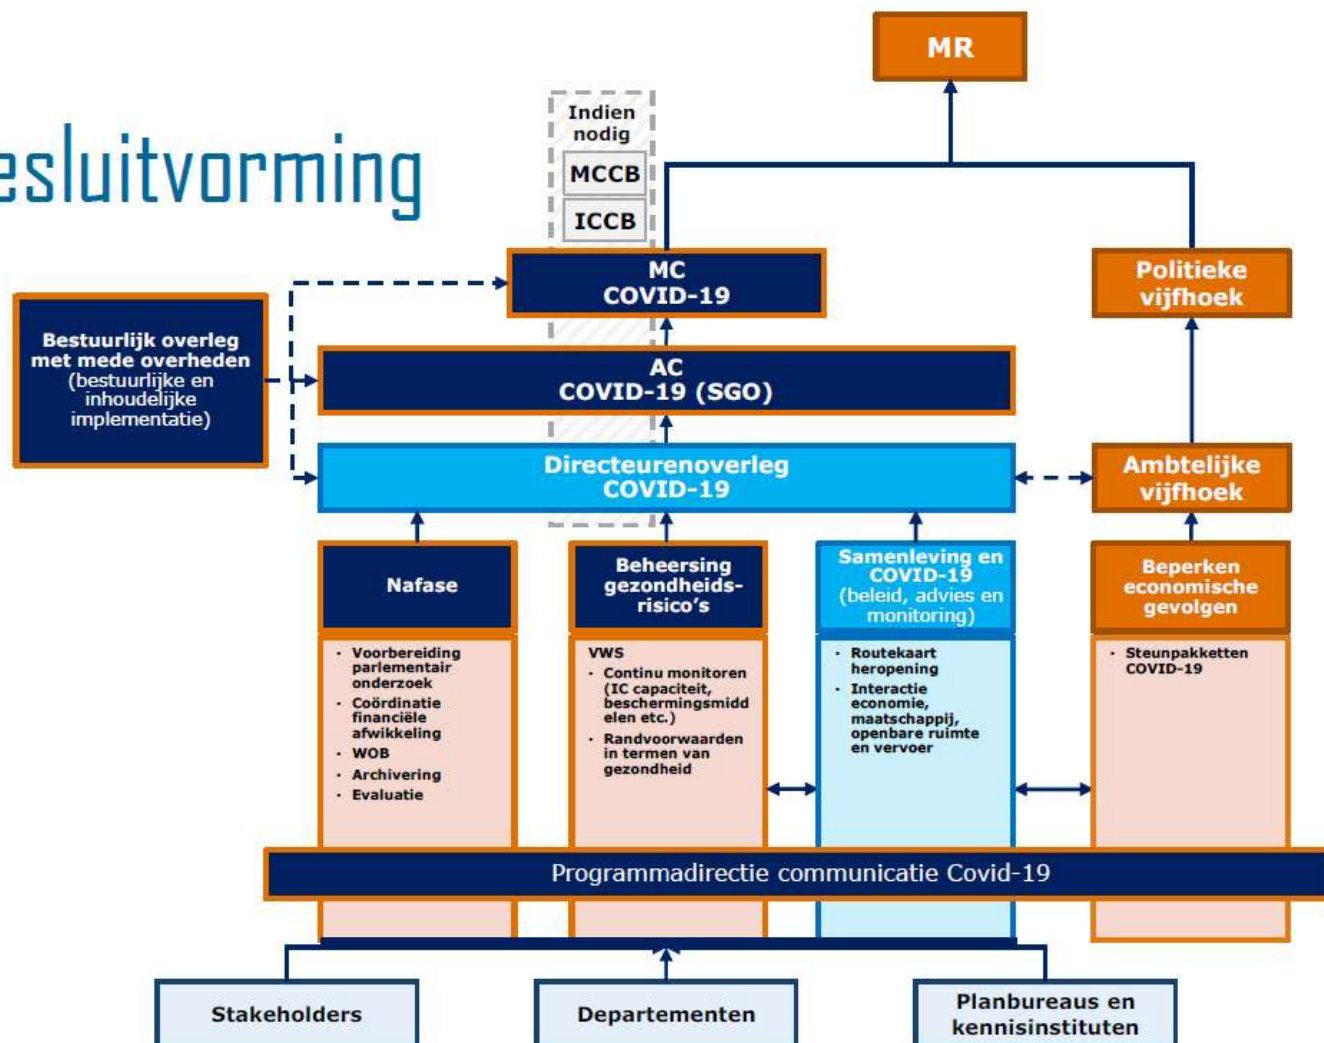 esluitvorming
MR
Indien
nodig
MCCB
ICCB
MC
COVID-19
Politieke
vijfhoek
Bestuurlijk overleg
met mede overheden
(bestuurlijke en
inhoudelijke
implementatie)
AC
COVID-19 (SGO)
Directeurenoverleg
COVID-19
Ambtelijke
vijfhoek
Nafase
Beheersing
gezondheids-
risico's
Samenleving en
COVID-19
(beleid, advies en
monitoring)
Beperken
economische
gevolgen
· Voorbereiding
parlementair
onderzoek
· Coördinatie
financiële
afwikkeling
· WOB
· Archivering
· Evaluatie
VWS
· Continu monitoren
(IC capaciteit,
beschermingsmidd
elen etc.)
· Randvoorwaarden
in termen van
gezondheid
· Routekaart
heropening
· Interactie
economie,
maatschappij,
openbare ruimte
en vervoer
· Steunpakketten
COVID-19
Programmadirectie communicatie Covid-19
Stakeholders
Departementen
Planbureaus en
kennisinstituten